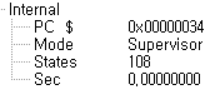 Internal
PC $ 0x00000034
Mode Supervisor
States 108
Sec 0,00000000